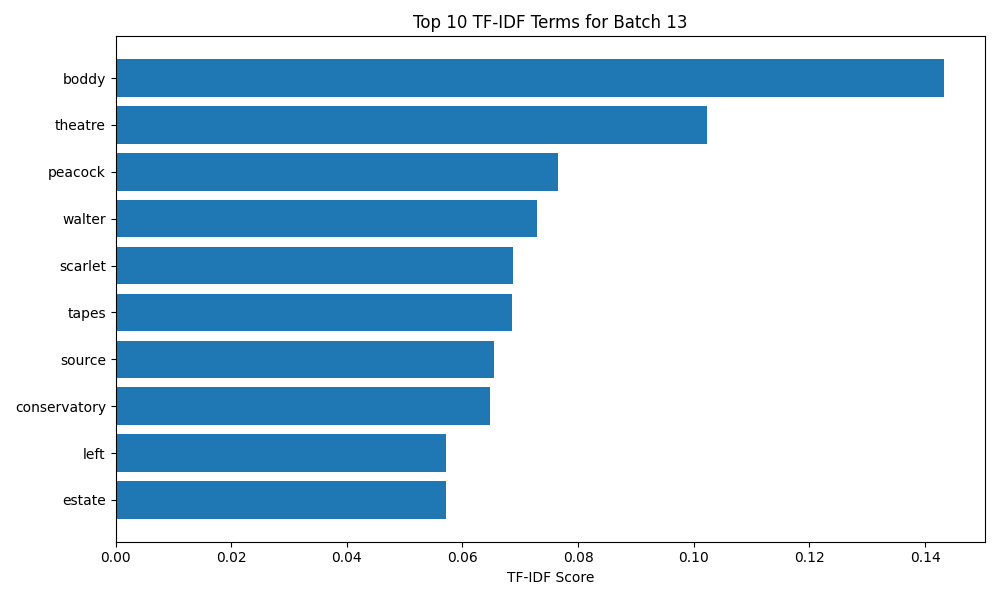 Top 10 TF-IDF Terms for Batch 13
boddy
theatre
peacock
walter
scarlet
tapes
source
conservatory
left
estate
0.00 0.02 0.04 0.06 0.08 0.10 0.12 0.14
TF-IDF Score